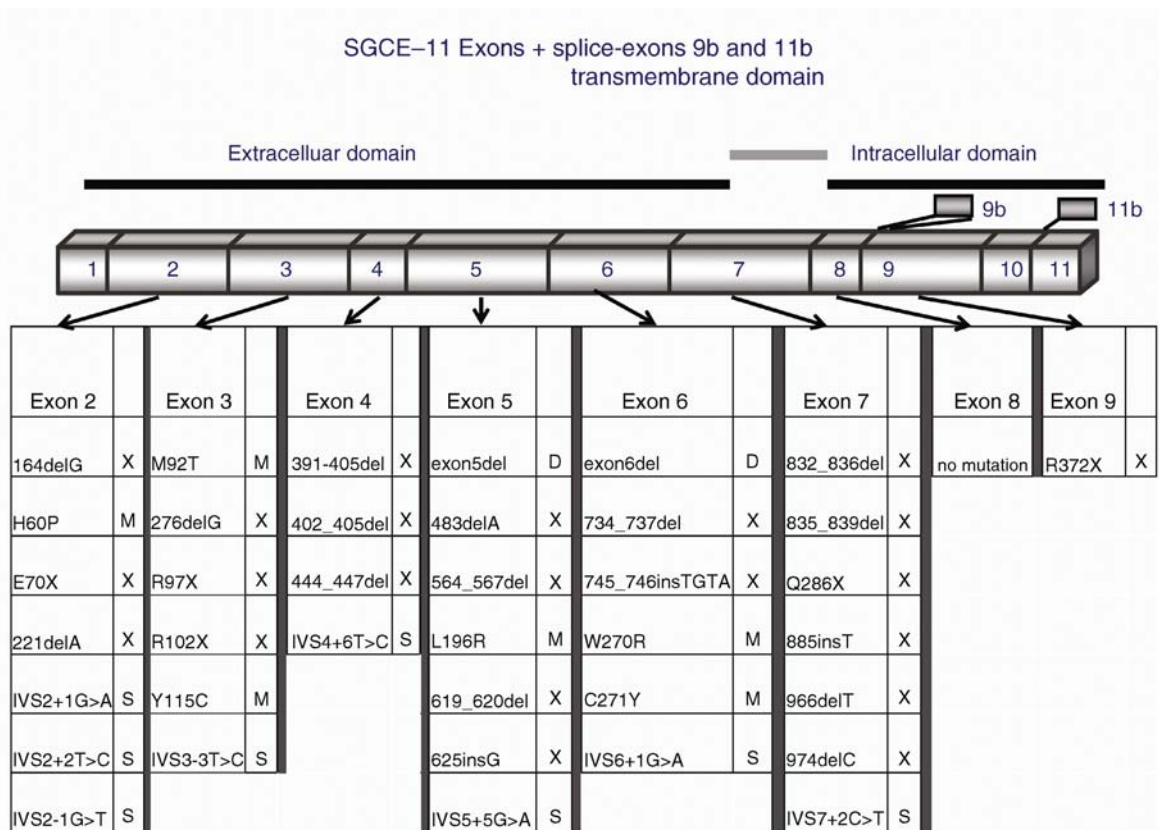 SGCE–11 Exons + splice-exons 9b and 11b
transmembrane domain
Extracelluar domain
Intracellular domain
9b
11b
1 2 3 4 5 6 7 8 9 10 11
Exon 2 Exon 3 Exon 4 Exon 5 Exon 6 Exon 7 Exon 8 Exon 9
164delG X M92T M 391-405del X exon5del D exon6del D 832_836del X no mutation R372X X
H60P M 276delG X 402_405del X 483delA X 734_737del X 835_839del X
E70X X R97X X 444_447del X 564_567del X 745_746insTGTA X Q286X X
221delA X R102X X IVS4+6T>C S L196R M W270R M 885insT X
IVS2+1G>A S Y115C M 619_620del X C271Y M 966delT X
IVS2+2T>C S IVS3-3T>C S 625insG X IVS6+1G>A S 974delC X
IVS2-1G>T S IVS5+5G>A S IVS7+2C>T S